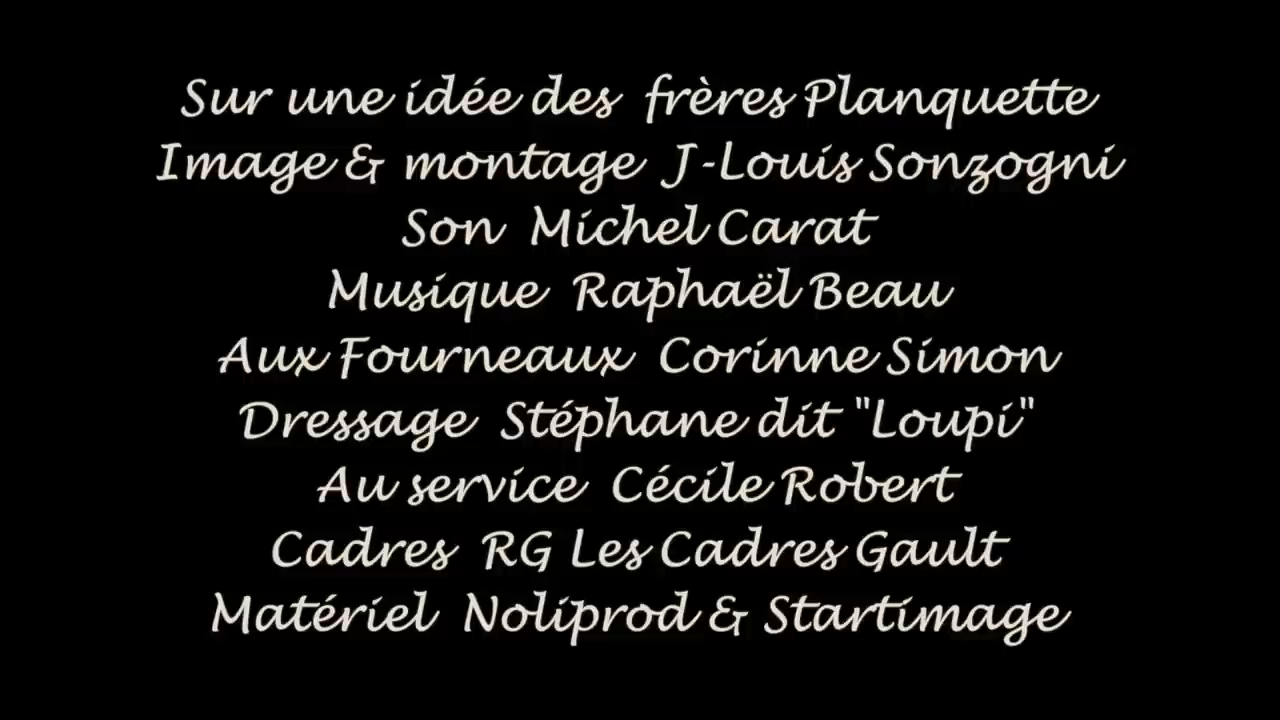 Sur une idée des frères Planquette
Image & montage J-Louis Sonzogni
Son Michel Carat
Musique Raphaël Beau
Aux Fourneaux Corinne Simon
Dressage Stéphane dit "Loupi"
Au service Cécile Robert
Cadres RG Les Cadres Gault
Matériel Noliprod & Startimage